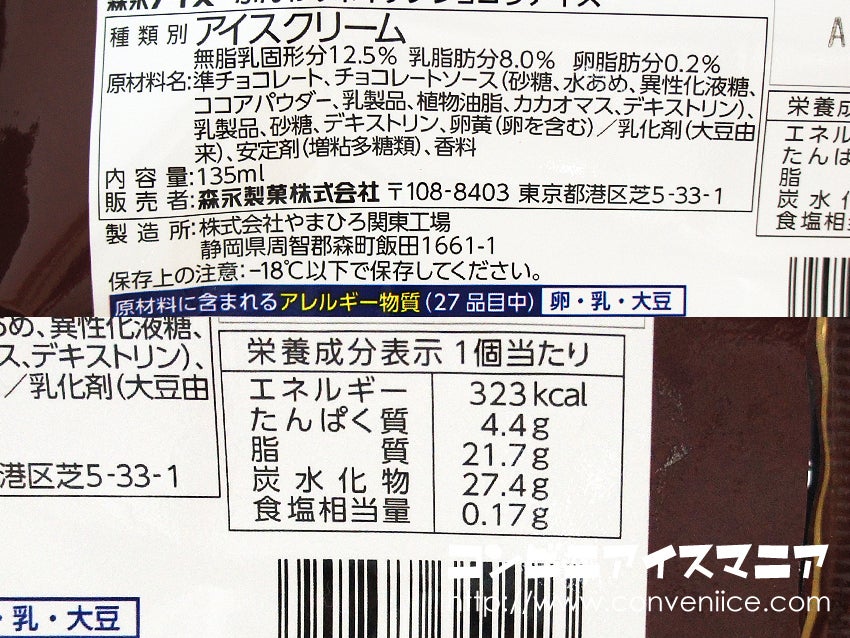 種類別 アイスクリーム
無脂乳固形分12.5% 乳脂肪分8.0% 卵脂肪分0.2%
原材料名:準チョコレート、チョコレートソース(砂糖、水あめ、異性化液糖、
ココアパウダー、乳製品、植物油脂、カカオマス、デキストリン)、
乳製品、砂糖、デキストリン、卵黄(卵を含む)/乳化剤(大豆由
来)、安定剤(増粘多糖類)、香料
内容量:135ml
販売者:森永製菓株式会社 〒108-8403 東京都港区芝5-33-1
製造所:株式会社やまひろ関東工場
静岡県周智郡森町飯田1661-1
保存上の注意:-18℃以下で保存してください。
原材料に含まれるアレルギー物質(27品目中) 卵・乳・大豆
A
栄養成
エネル
たんぱ
脂
炭水化
食塩相
あめ、異性化液糖、
ス、デキストリン)、
/乳化剤(大豆由
港区芝5-33-1
・乳・大豆
栄養成分表示 1個当たり
エネルギー 323kcal
たんぱく質 4.4g
脂質 21.7g
炭水化物 27.4g
食塩相当量 0.17g
コンビニアイスマニア
http://www.conveniice.com